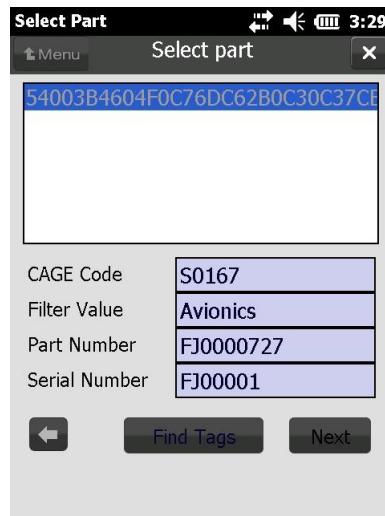 Select Part 3:29
Menu Select part X
54003B4604F0C76DC62B0C30C37CE
CAGE Code S0167
Filter Value Avionics
Part Number FJ0000727
Serial Number FJ00001
Find Tags Next